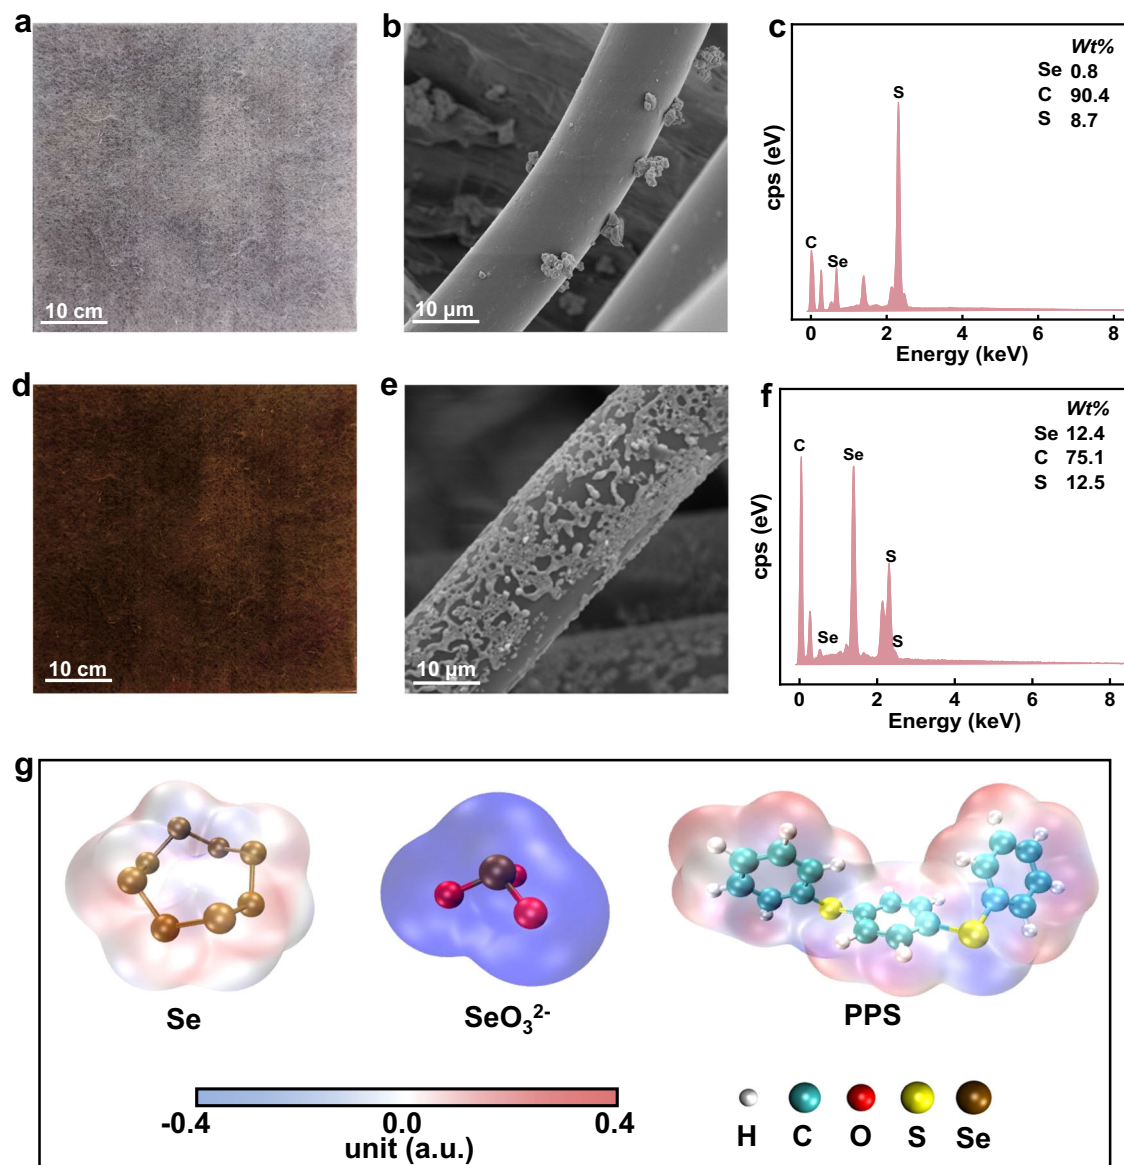 a
10 cm
b
10 µm
c
Wt%
Se 0.8
C 90.4
S 8.7
S
C
Se
cps (eV)
0 2 4 6 8
Energy (keV)
d
10 cm
e
10 µm
f
Wt%
Se 12.4
C 75.1
S 12.5
C
Se
S
Se
S
cps (eV)
0 2 4 6 8
Energy (keV)
g
Se
SeO₃²⁻
PPS
-0.4 0.0 0.4
unit (a.u.)
H C O S Se